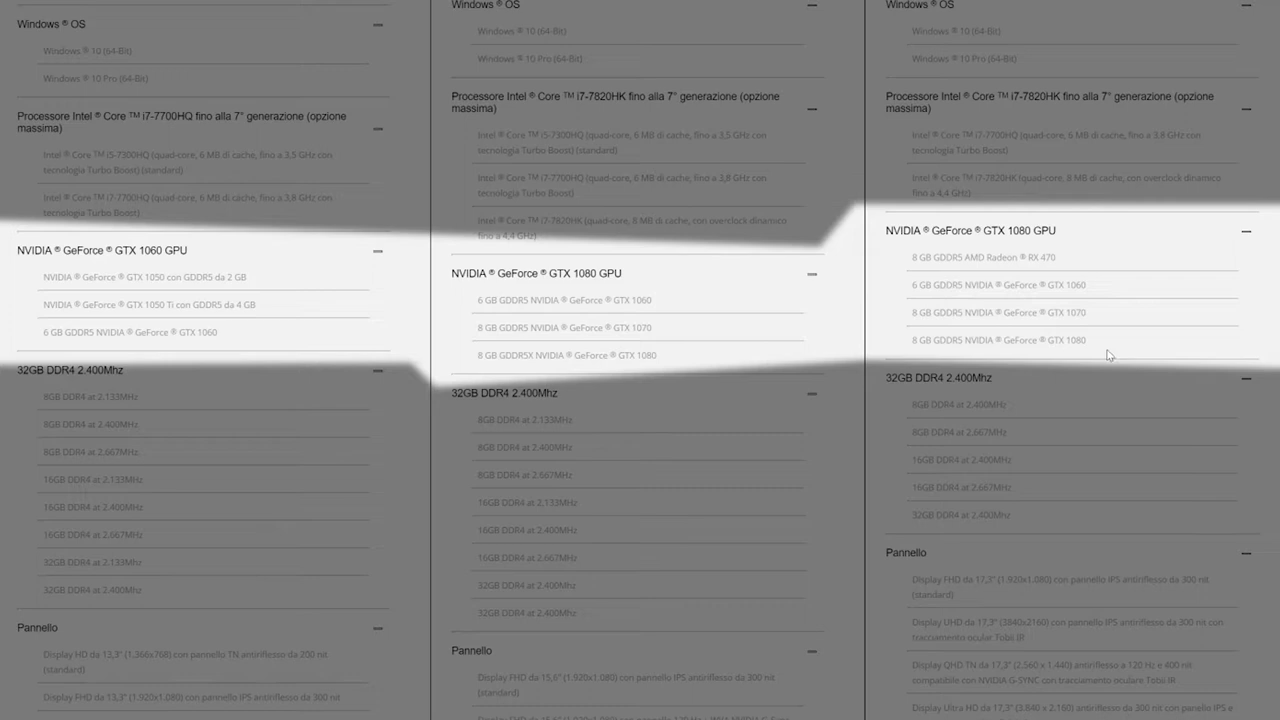 Windows ® OS
Windows ® 10 (64-Bit)
Windows ® 10 Pro (64-Bit)
Processore Intel ® Core ™ i7-7700HQ fino alla 7° generazione (opzione
massima)
Intel ® Core ™ i5-7300HQ (quad-core, 6 MB di cache, fino a 3,5 GHz con
tecnologia Turbo Boost) (standard)
Intel ® Core ™ i7-7700HQ (quad-core, 6 MB di cache, fino a 3,8 GHz con
tecnologia Turbo Boost)
NVIDIA ® GeForce ® GTX 1060 GPU
NVIDIA ® GeForce ® GTX 1050 con GDDR5 da 2 GB
NVIDIA ® GeForce ® GTX 1050 Ti con GDDR5 da 4 GB
6 GB GDDR5 NVIDIA ® GeForce ® GTX 1060
32GB DDR4 2.400Mhz
8GB DDR4 at 2.133MHz
8GB DDR4 at 2.400MHz
8GB DDR4 at 2.667MHz
16GB DDR4 at 2.133MHz
16GB DDR4 at 2.400MHz
16GB DDR4 at 2.667MHz
32GB DDR4 at 2.133MHz
32GB DDR4 at 2.400MHz
Pannello
Display HD da 13,3" (1.366x768) con pannello TN antiriflesso da 200 nit
(standard)
Display FHD da 13,3" (1.920x1.080) con pannello IPS antiriflesso da 300 nit
Windows ® OS
Windows ® 10 (64-Bit)
Windows ® 10 Pro (64-Bit)
Processore Intel ® Core ™ i7-7820HK fino alla 7° generazione (opzione
massima)
Intel ® Core ™ i5-7300HQ (quad-core, 6 MB di cache, fino a 3,5 GHz con
tecnologia Turbo Boost) (standard)
Intel ® Core ™ i7-7700HQ (quad-core, 6 MB di cache, fino a 3,8 GHz con
tecnologia Turbo Boost)
Intel ® Core ™ i7-7820HK (quad-core, 8 MB di cache, con overclock dinamico
fino a 4,4 GHz)
NVIDIA ® GeForce ® GTX 1080 GPU
6 GB GDDR5 NVIDIA ® GeForce ® GTX 1060
8 GB GDDR5 NVIDIA ® GeForce ® GTX 1070
8 GB GDDR5X NVIDIA ® GeForce ® GTX 1080
32GB DDR4 2.400Mhz
8GB DDR4 at 2.133MHz
8GB DDR4 at 2.400MHz
8GB DDR4 at 2.667MHz
16GB DDR4 at 2.133MHz
16GB DDR4 at 2.400MHz
16GB DDR4 at 2.667MHz
32GB DDR4 at 2.400MHz
32GB DDR4 at 2.400MHz
Pannello
Display FHD da 15,6" (1.920x1.080) con pannello IPS antiriflesso da 300 nit
(standard)
Windows ® OS
Windows ® 10 (64-Bit)
Windows ® 10 Pro (64-Bit)
Processore Intel ® Core ™ i7-7820HK fino alla 7° generazione (opzione
massima)
Intel ® Core ™ i7-7700HQ (quad-core, 6 MB di cache, fino a 3,8 GHz con
tecnologia Turbo Boost)
Intel ® Core ™ i7-7820HK (quad-core, 8 MB di cache, con overclock dinamico
fino a 4,4 GHz)
NVIDIA ® GeForce ® GTX 1080 GPU
8 GB GDDR5 AMD Radeon ® RX 470
6 GB GDDR5 NVIDIA ® GeForce ® GTX 1060
8 GB GDDR5 NVIDIA ® GeForce ® GTX 1070
8 GB GDDR5 NVIDIA ® GeForce ® GTX 1080
32GB DDR4 2.400Mhz
8GB DDR4 at 2.400MHz
8GB DDR4 at 2.667MHz
16GB DDR4 at 2.400MHz
16GB DDR4 at 2.667MHz
32GB DDR4 at 2.400MHz
Pannello
Display FHD da 17,3" (1.920x1.080) con pannello IPS antiriflesso da 300 nit
(standard)
Display UHD da 17,3" (3840x2160) con pannello IPS antiriflesso da 300 nit con
tracciamento oculare Tobii IR
Display QHD TN da 17,3" (2.560 x 1.440) antiriflesso a 120 Hz e 400 nit
compatibile con NVIDIA G-SYNC con tracciamento oculare Tobii IR
Display Ultra HD da 17,3" (3.840 x 2.160) antiriflesso da 300 nit con pannello IPS e